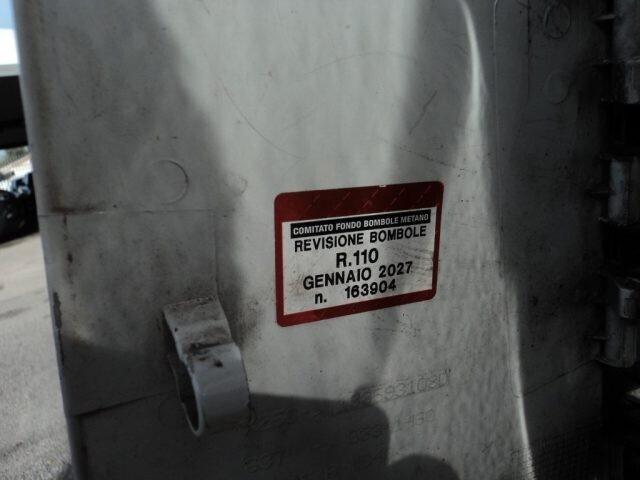 COMITATO FONDO BOMBOLE METANO
REVISIONE BOMBOLE
R.110
GENNAIO 2027
n. 163904